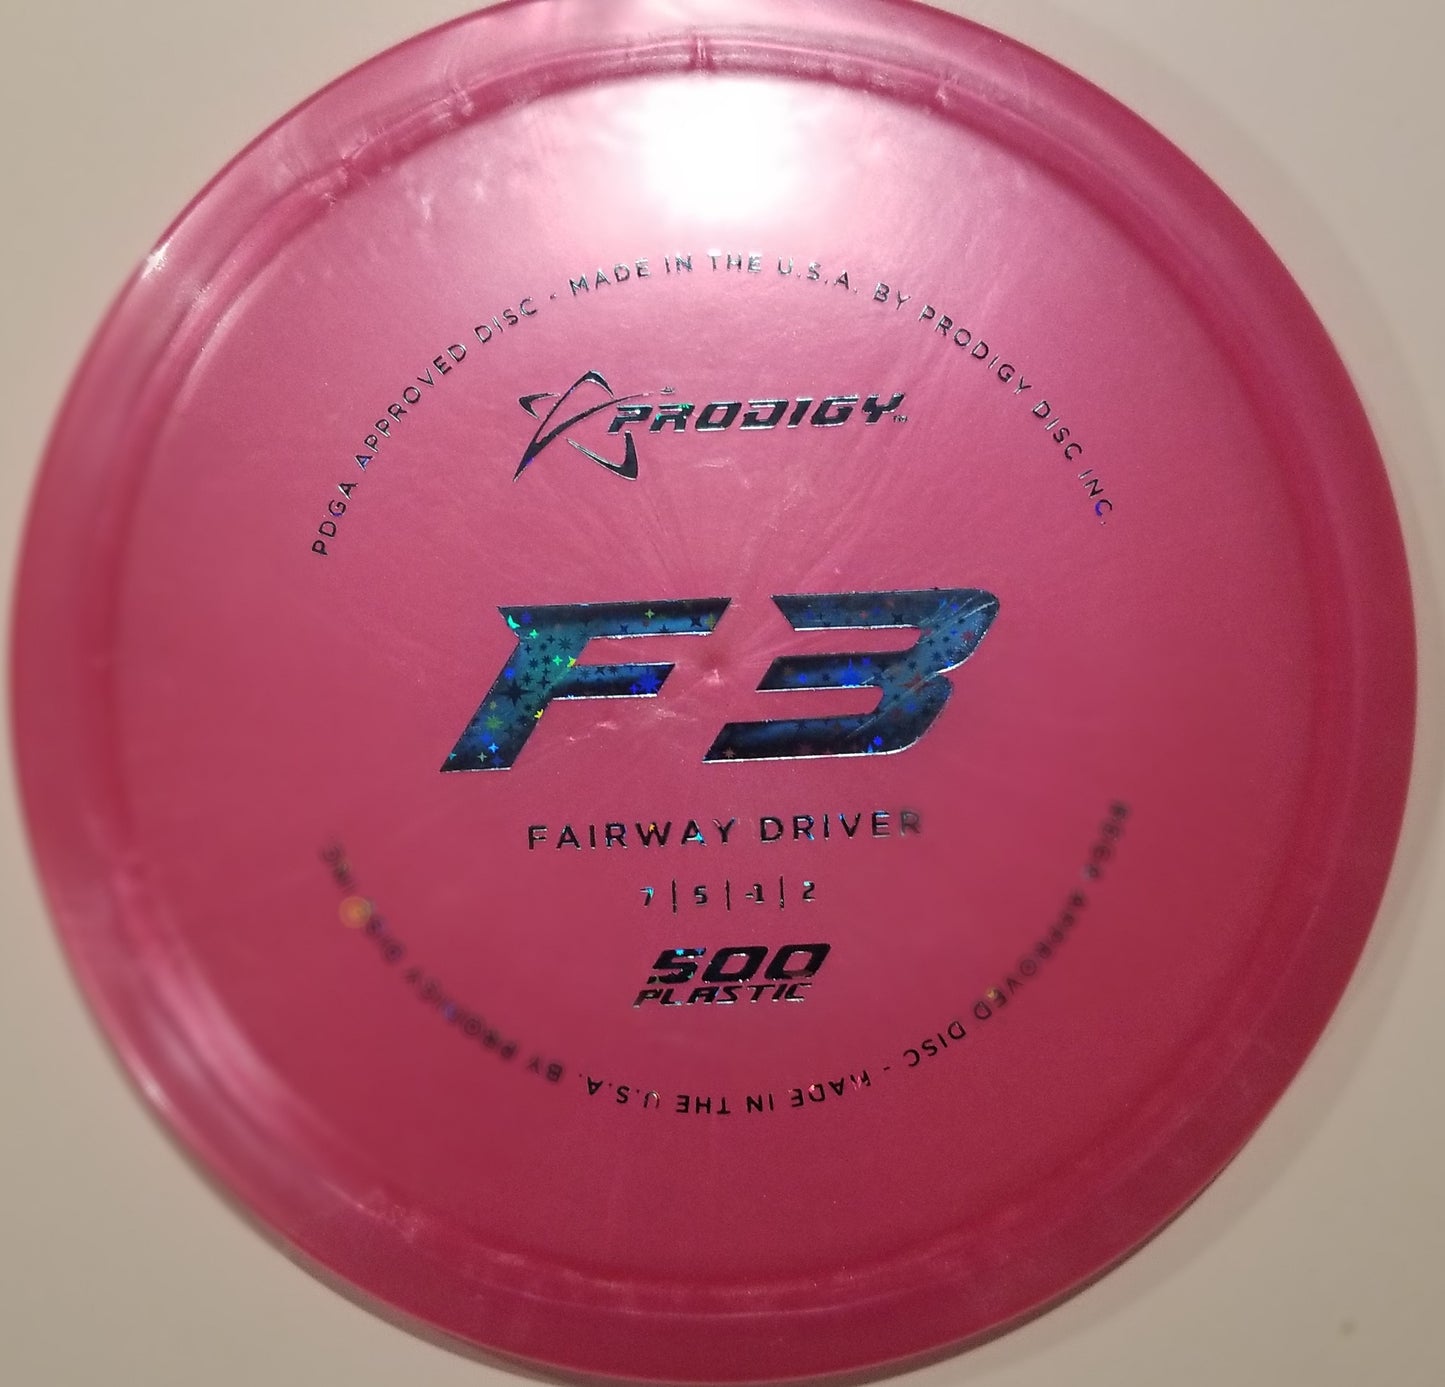 PDGA APPROVED DISC - MADE IN THE U.S.A. BY PRODIGY DISC INC.
PRODIGY™
F3
FAIRWAY DRIVER
7 | 5 | -1 | 2
500
PLASTIC
PDGA APPROVED DISC - MADE IN THE U.S.A. BY PRODIGY DISC INC.